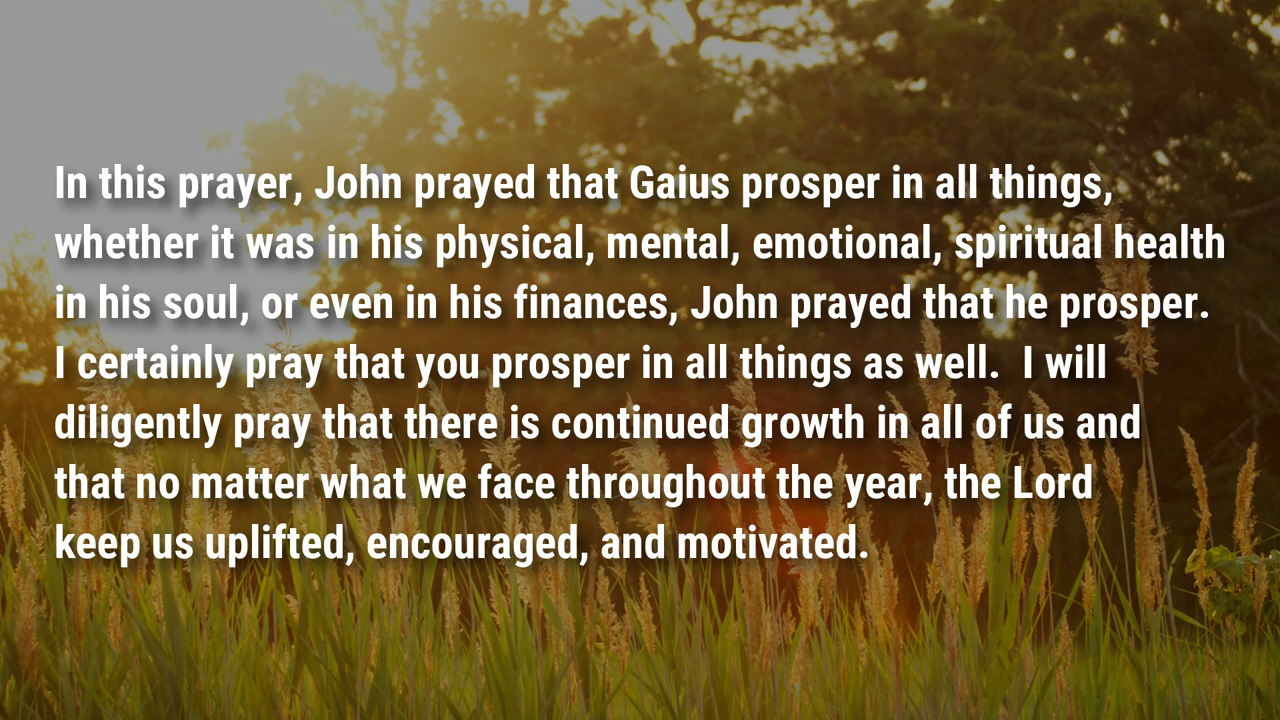 In this prayer, John prayed that Gaius prosper in all things,
whether it was in his physical, mental, emotional, spiritual health
in his soul, or even in his finances, John prayed that he prosper.
I certainly pray that you prosper in all things as well.  I will
diligently pray that there is continued growth in all of us and
that no matter what we face throughout the year, the Lord
keep us uplifted, encouraged, and motivated.